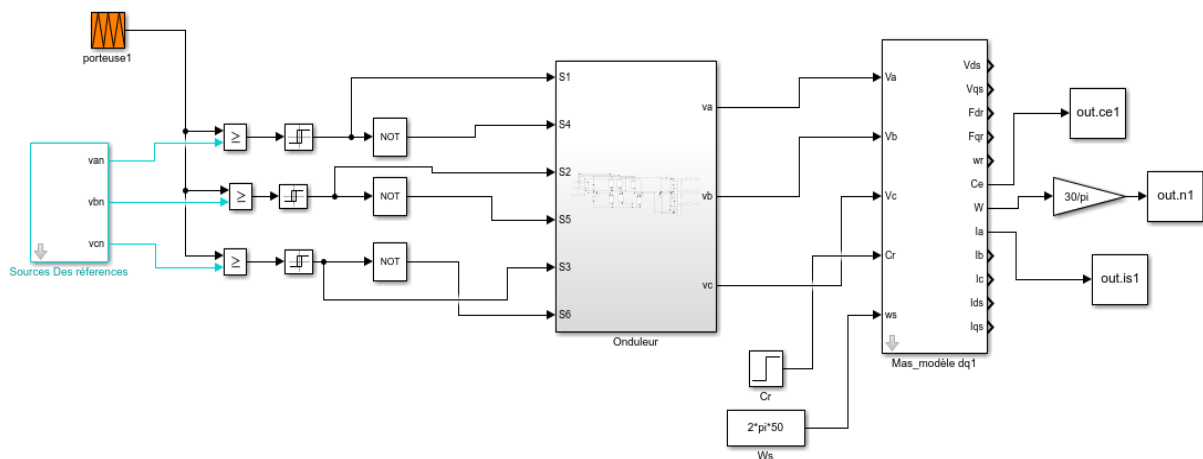 porteuse1
≥
NOT
van
vbn
vcn
Sources Des réferences
≥
NOT
≥
NOT
S1
S4
S2
S5
S3
S6
va
vb
vc
Onduleur
Cr
2*pi*50
Ws
Va
Vb
Vc
Cr
ws
Vds
Vqs
Fdr
Fqr
wr
Ce
W
Ia
Ib
Ic
Ids
Iqs
Mas_modèle dq1
out.ce1
30/pi
out.n1
out.is1